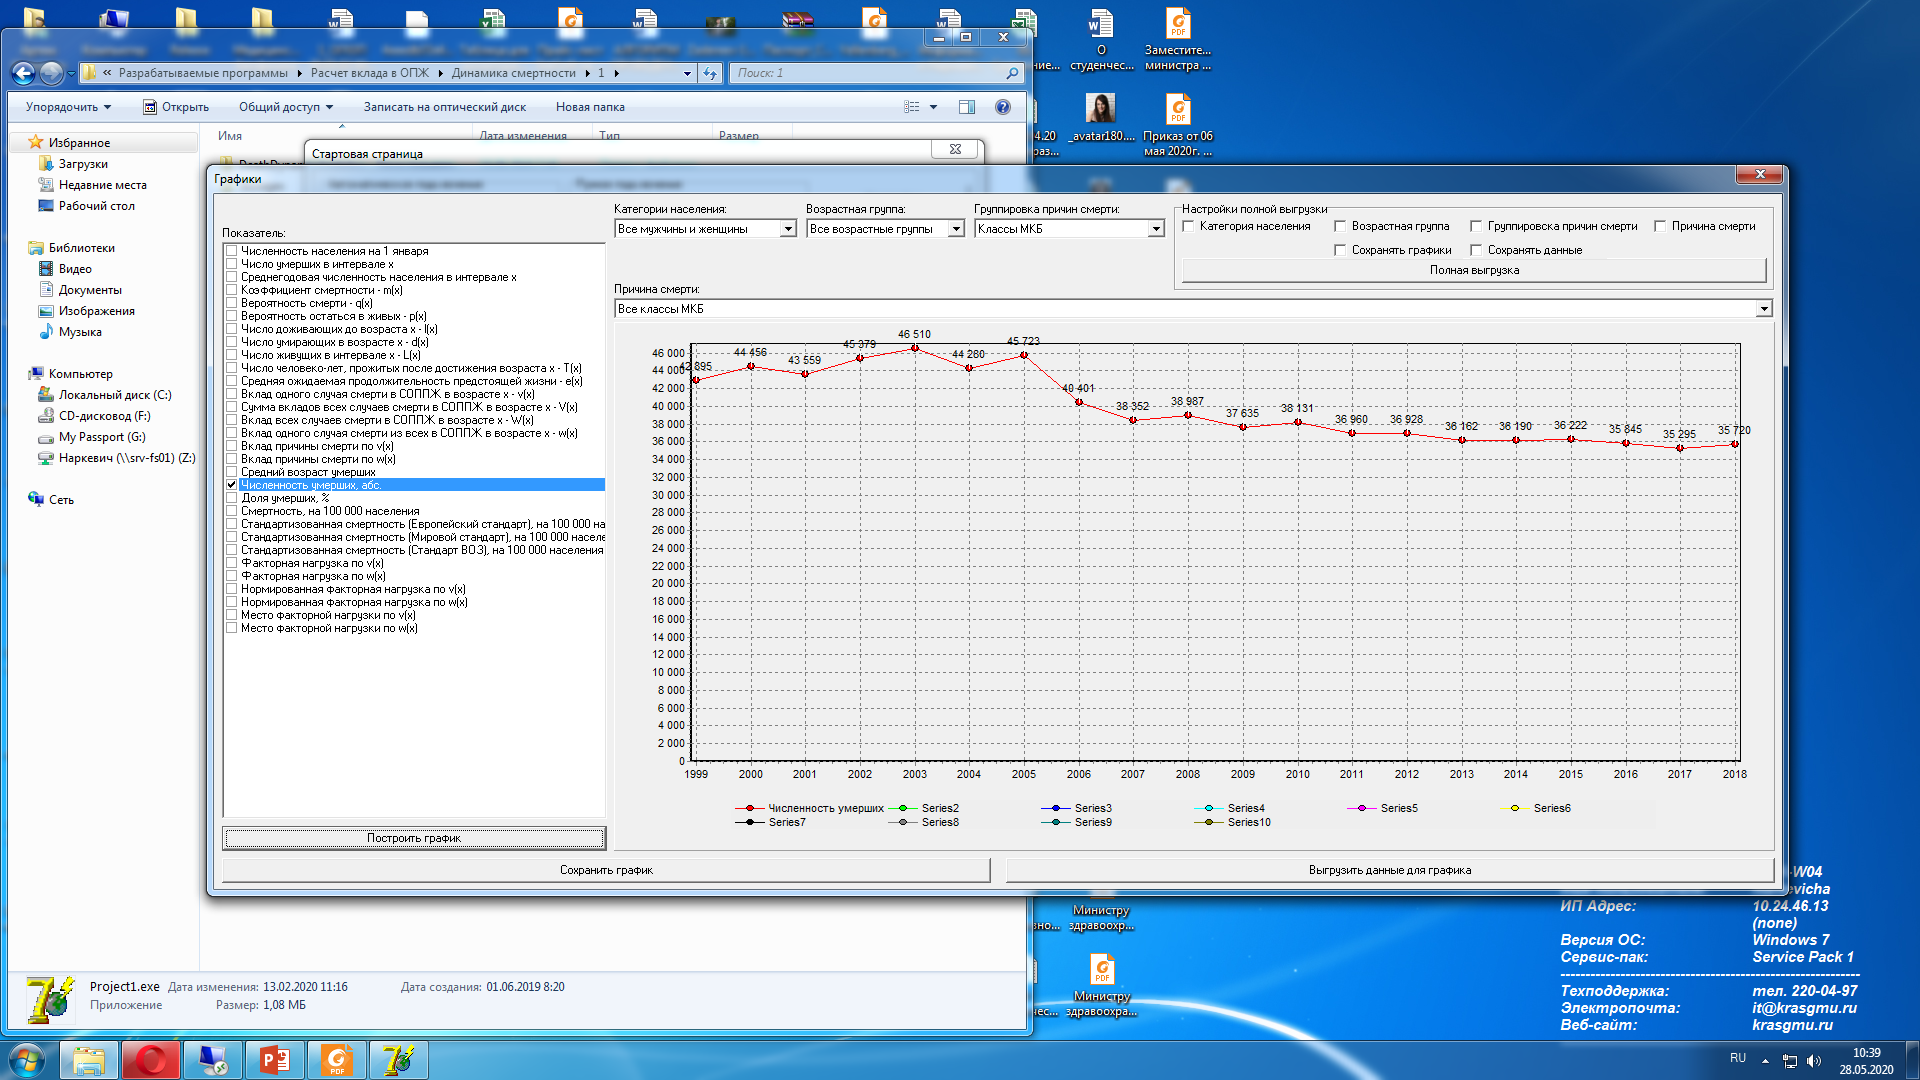 О
студенчес...
Заместите...
министра ...
« Разрабатываемые программы
Расчет вклада в ОПЖ
Динамика смертности
1
Поиск: 1
Упорядочить
Открыть
Общий доступ
Записать на оптический диск
Новая папка
_avatar180....
Приказ от 06
мая 2020г. ...
Имя
Дата изменения
Тип
Размер
Избранное
Загрузки
Недавние места
Рабочий стол
Библиотеки
Видео
Документы
Изображения
Музыка
Компьютер
Локальный диск (C:)
CD-дисковод (F:)
My Passport (G:)
Наркевич (\\srv-fs01) (Z:)
Сеть
Стартовая страница
Графики
Показатель:
Численность населения на 1 января
Число умерших в интервале x
Среднегодовая численность населения в интервале x
Коэффициент смертности - m(x)
Вероятность смерти - q(x)
Вероятность остаться в живых - p(x)
Число доживающих до возраста x - l(x)
Число умирающих в возрасте x - d(x)
Число живущих в интервале x - L(x)
Число человеко-лет, прожитых после достижения возраста x - T(x)
Средняя ожидаемая продолжительность предстоящей жизни - e(x)
Вклад одного случая смерти в СОППЖ в возрасте x - v(x)
Сумма вкладов всех случаев смерти в СОППЖ в возрасте x - V(x)
Вклад всех случаев смерти в СОППЖ в возрасте x - W(x)
Вклад одного случая смерти из всех в СОППЖ в возрасте x - w(x)
Вклад причины смерти по v(x)
Вклад причины смерти по w(x)
Средний возраст умерших
Численность умерших, абс.
Доля умерших, %
Смертность, на 100 000 населения
Стандартизованная смертность (Европейский стандарт), на 100 000 на
Стандартизованная смертность (Мировой стандарт), на 100 000 населе
Стандартизованная смертность (Стандарт ВОЗ), на 100 000 населения
Факторная нагрузка по v(x)
Факторная нагрузка по w(x)
Нормированная факторная нагрузка по v(x)
Нормированная факторная нагрузка по w(x)
Место факторной нагрузки по v(x)
Место факторной нагрузки по w(x)
Построить график
Сохранить график
Категории населения:
Все мужчины и женщины
Возрастная группа:
Все возрастные группы
Группировка причин смерти:
Классы МКБ
Настройки полной выгрузки
Категория населения
Возрастная группа
Группировска причин смерти
Причина смерти
Сохранять графики
Сохранять данные
Полная выгрузка
Причина смерти:
Все классы МКБ
46 000
44 000
42 000
40 000
38 000
36 000
34 000
32 000
30 000
28 000
26 000
24 000
22 000
20 000
18 000
16 000
14 000
12 000
10 000
8 000
6 000
4 000
2 000
0
42 895
44 456
43 559
45 379
46 510
44 280
45 723
40 401
38 352
38 987
37 635
38 131
36 960
36 928
36 162
36 190
36 222
35 845
35 295
35 720
1999 2000 2001 2002 2003 2004 2005 2006 2007 2008 2009 2010 2011 2012 2013 2014 2015 2016 2017 2018
Численность умерших Series2 Series3 Series4 Series5 Series6
Series7 Series8 Series9 Series10
Выгрузить данные для графика
Министру
здравоохр...
Министру
здравоохра...
-W04
evicha
ИП Адрес: 10.24.46.13
(none)
Версия ОС: Windows 7
Сервис-пак: Service Pack 1
Техподдержка: тел. 220-04-97
Электропочта: it@krasgmu.ru
Веб-сайт: krasgmu.ru
Project1.exe Дата изменения: 13.02.2020 11:16 Дата создания: 01.06.2019 8:20
Приложение Размер: 1,08 МБ
RU
10:39
28.05.2020